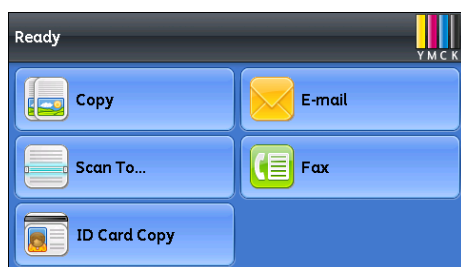 Ready
YMCK
Copy
E-mail
Scan To...
Fax
ID Card Copy